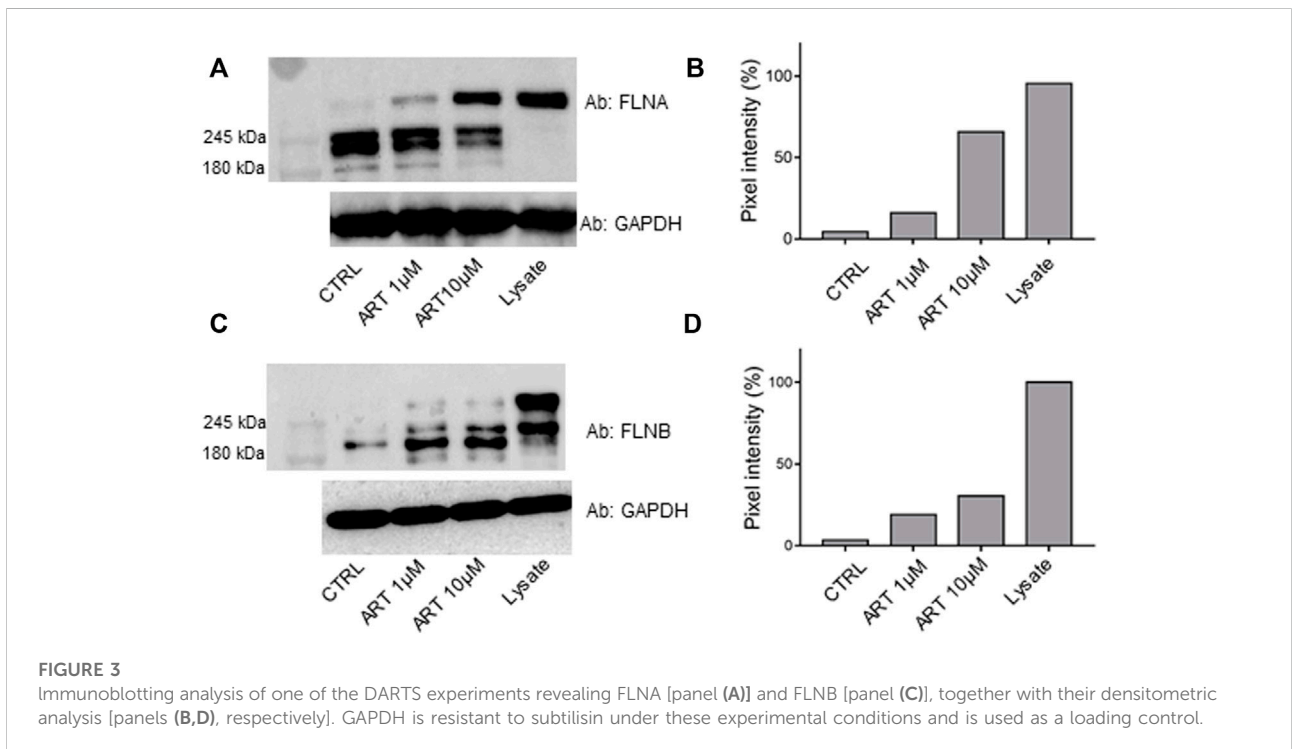 A
Ab: FLNA
245 kDa
180 kDa
Ab: GAPDH
CTRL
ART 1µM
ART10µM
Lysate
B
Pixel intensity (%)
100
50
0
CTRL
ART 1µM
ART 10µM
Lysate
C
245 kDa
Ab: FLNB
180 kDa
Ab: GAPDH
CTRL
ART 1µM
ART 10µM
Lysate
D
Pixel intensity (%)
100
50
0
CTRL
ART 1µM
ART 10µM
Lysate
FIGURE 3
Immunoblotting analysis of one of the DARTS experiments revealing FLNA [panel (A)] and FLNB [panel (C)], together with their densitometric
analysis [panels (B,D), respectively]. GAPDH is resistant to subtilisin under these experimental conditions and is used as a loading control.